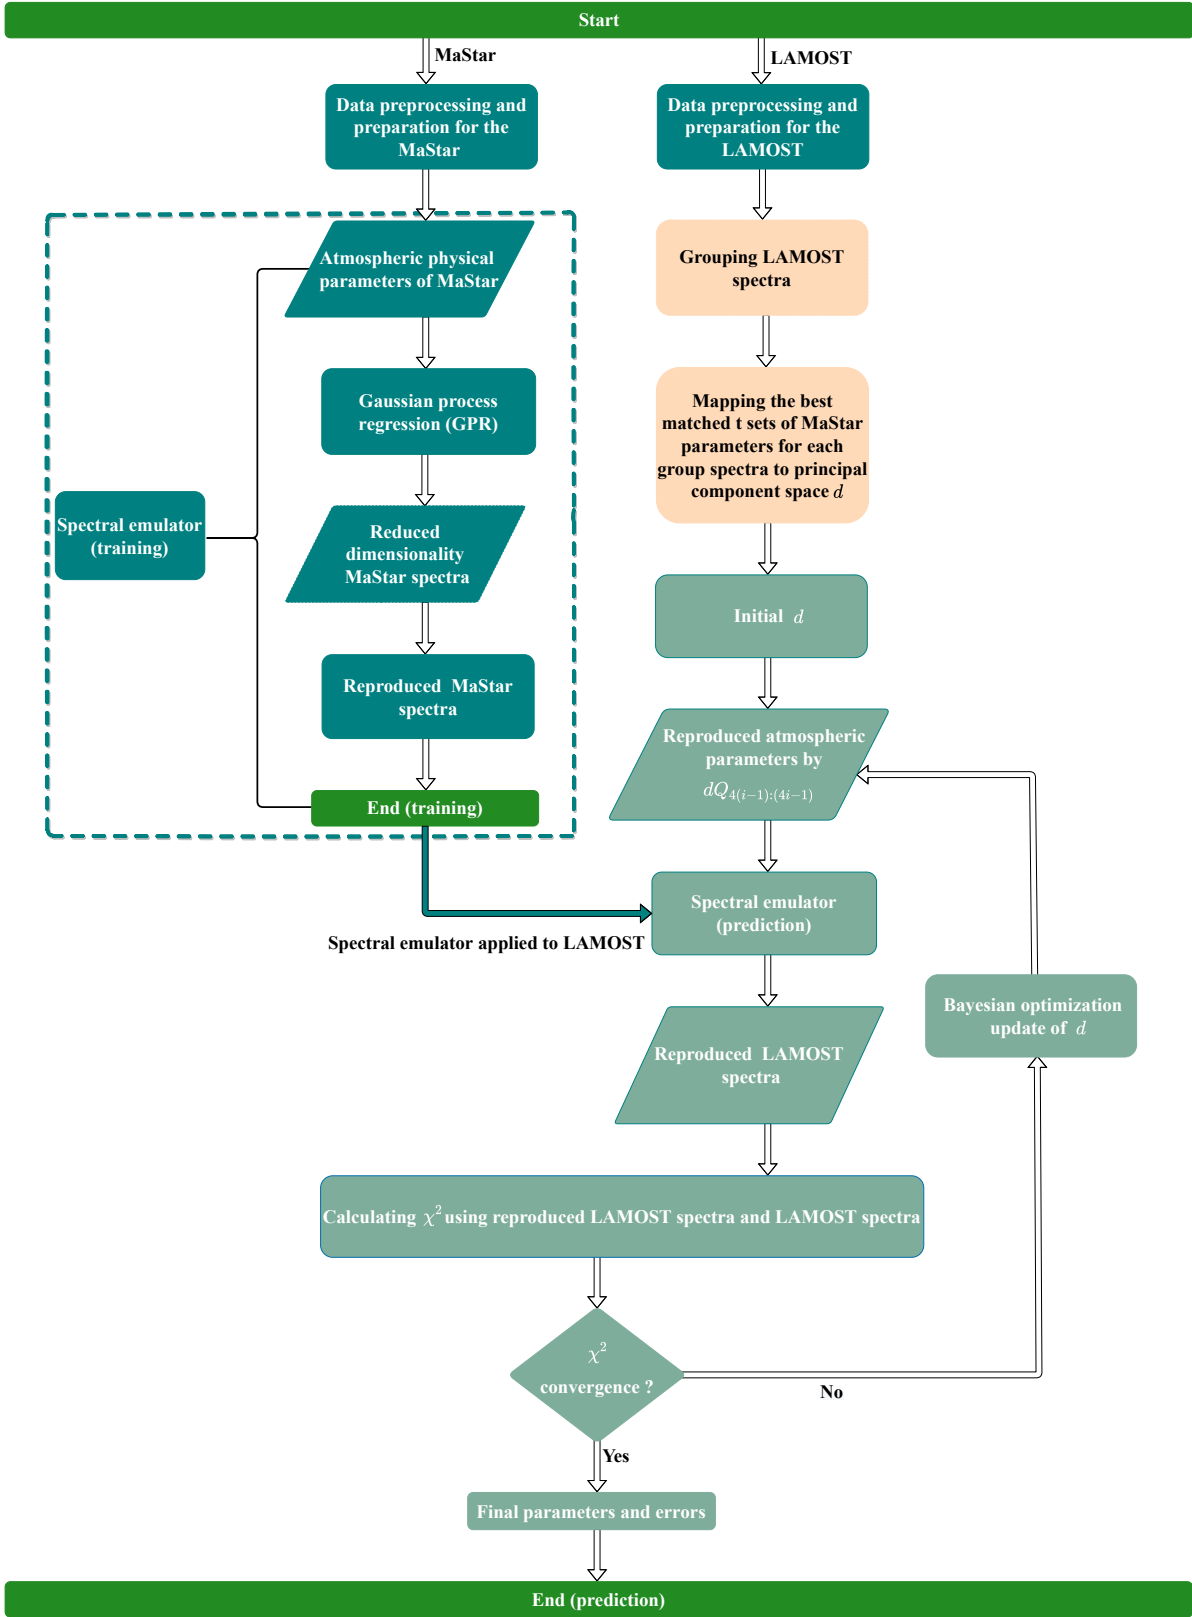 Start
MaStar
LAMOST
Data preprocessing and
preparation for the
MaStar
Data preprocessing and
preparation for the
LAMOST
Atmospheric physical
parameters of MaStar
Grouping LAMOST
spectra
Gaussian process
regression (GPR)
Mapping the best
matched t sets of MaStar
parameters for each
group spectra to principal
component space d
Spectral emulator
(training)
Reduced
dimensionality
MaStar spectra
Initial d
Reproduced MaStar
spectra
Reproduced atmospheric
parameters by
dQ_{4(i−1):(4i−1)}
End (training)
Spectral emulator
(prediction)
Spectral emulator applied to LAMOST
Bayesian optimization
update of d
Reproduced LAMOST
spectra
Calculating χ² using reproduced LAMOST spectra and LAMOST spectra
χ²
convergence ?
No
Yes
Final parameters and errors
End (prediction)